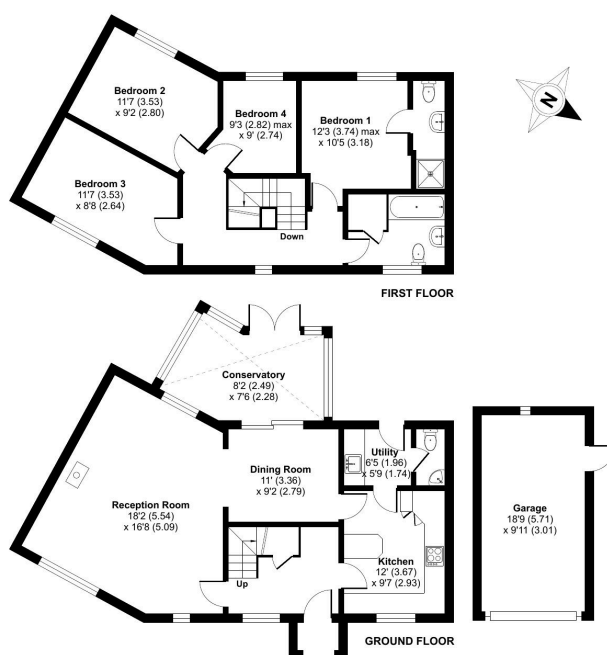 Bedroom 2
11'7 (3.53)
x 9'2 (2.80)
Bedroom 4
9'3 (2.82) max
x 9' (2.74)
Bedroom 1
12'3 (3.74) max
x 10'5 (3.18)
N
Bedroom 3
11'7 (3.53)
x 8'8 (2.64)
Down
FIRST FLOOR
Conservatory
8'2 (2.49)
x 7'6 (2.28)
Utility
6'5 (1.96)
x 5'9 (1.74)
Dining Room
11' (3.36)
x 9'2 (2.79)
Reception Room
18'2 (5.54)
x 16'8 (5.09)
Garage
18'9 (5.71)
x 9'11 (3.01)
Kitchen
12' (3.67)
x 9'7 (2.93)
Up
GROUND FLOOR